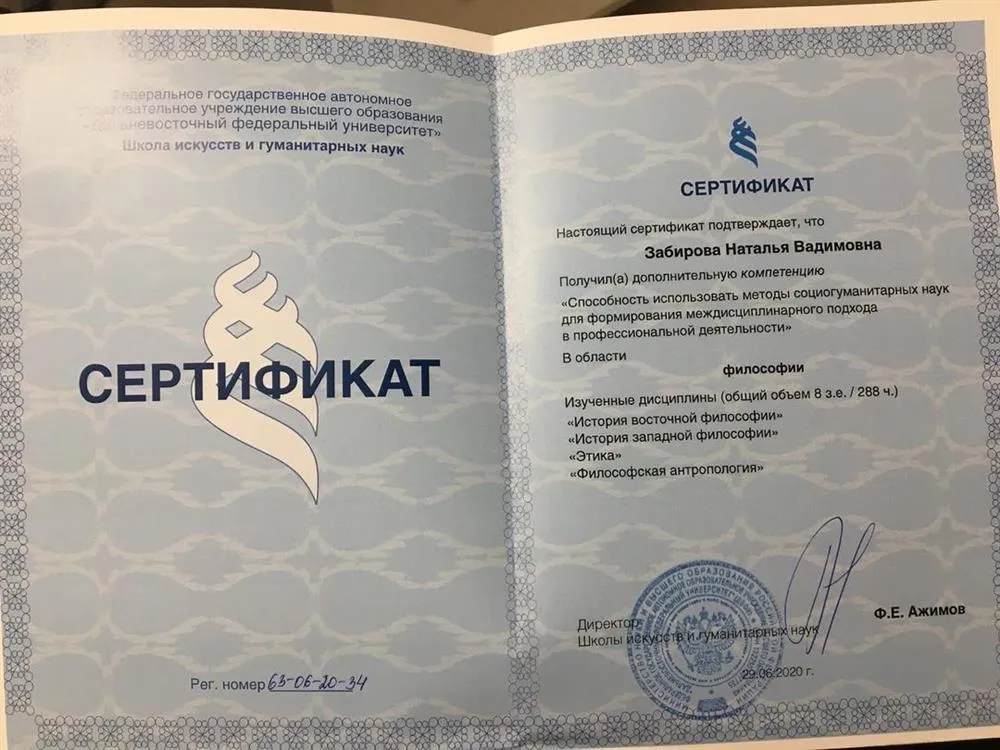 Федеральное государственное автономное
образовательное учреждение высшего образования
«Дальневосточный федеральный университет»
Школа искусств и гуманитарных наук
СЕРТИФИКАТ
Рег. номер 63-06-20-34
СЕРТИФИКАТ
Настоящий сертификат подтверждает, что
Забирова Наталья Вадимовна
Получил(а) дополнительную компетенцию
«Способность использовать методы социогуманитарных наук
для формирования междисциплинарного подхода
в профессиональной деятельности»
В области
философии
Изученные дисциплины (общий объем 8 з.е. / 288 ч.)
«История восточной философии»
«История западной философии»
«Этика»
«Философская антропология»
Директор
Школы искусств и гуманитарных наук
Ф.Е. Ажимов
29.06.2020 г.